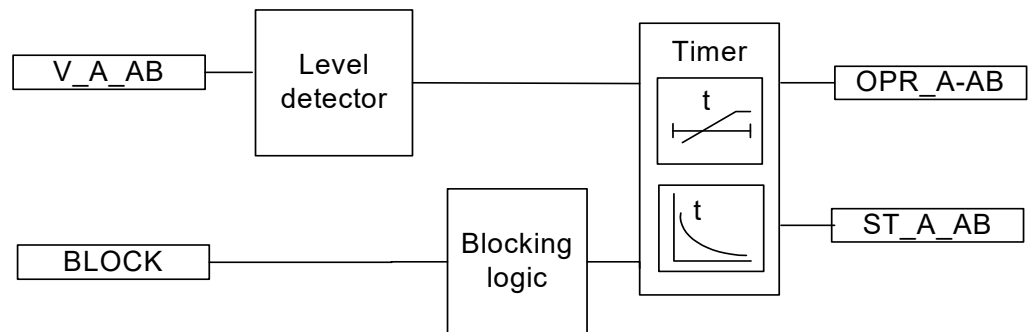 V_A_AB
Level
detector
Timer
t
OPR_A-AB
t
ST_A_AB
BLOCK
Blocking
logic